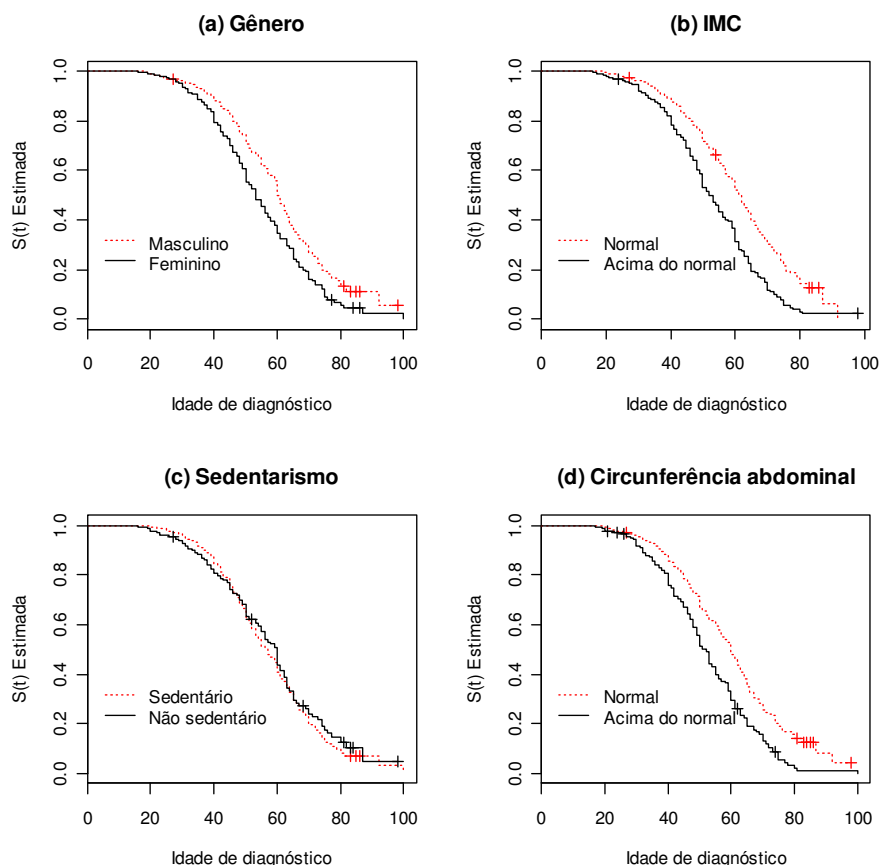 (a) Gênero
S(t) Estimada
1.0
0.8
0.6
0.4
0.2
0.0
Masculino
Feminino
0 20 40 60 80 100
Idade de diagnóstico
(b) IMC
S(t) Estimada
1.0
0.8
0.6
0.4
0.2
0.0
Normal
Acima do normal
0 20 40 60 80 100
Idade de diagnóstico
(c) Sedentarismo
S(t) Estimada
1.0
0.8
0.6
0.4
0.2
0.0
Sedentário
Não sedentário
0 20 40 60 80 100
Idade de diagnóstico
(d) Circunferência abdominal
S(t) Estimada
1.0
0.8
0.6
0.4
0.2
0.0
Normal
Acima do normal
0 20 40 60 80 100
Idade de diagnóstico